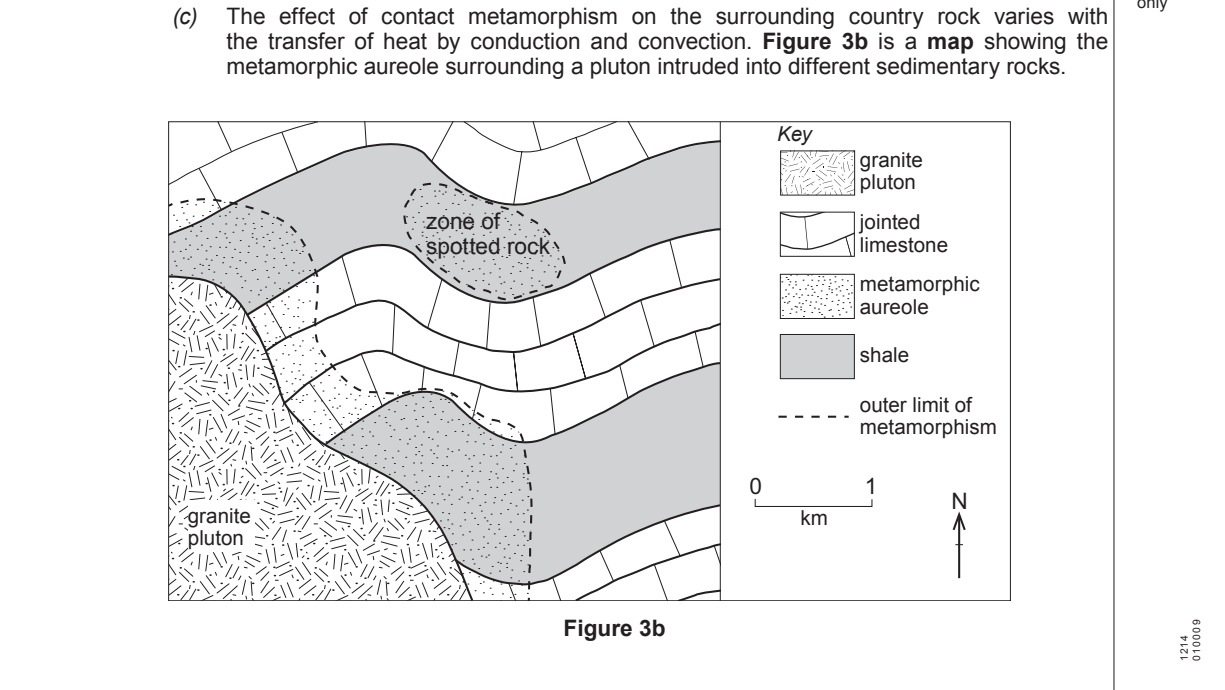 only
(c) The effect of contact metamorphism on the surrounding country rock varies with
the transfer of heat by conduction and convection. Figure 3b is a map showing the
metamorphic aureole surrounding a pluton intruded into different sedimentary rocks.
zone of
spotted rock
granite
pluton
Key
granite
pluton
jointed
limestone
metamorphic
aureole
shale
outer limit of
metamorphism
0 1
km
N
Figure 3b
1214
010009